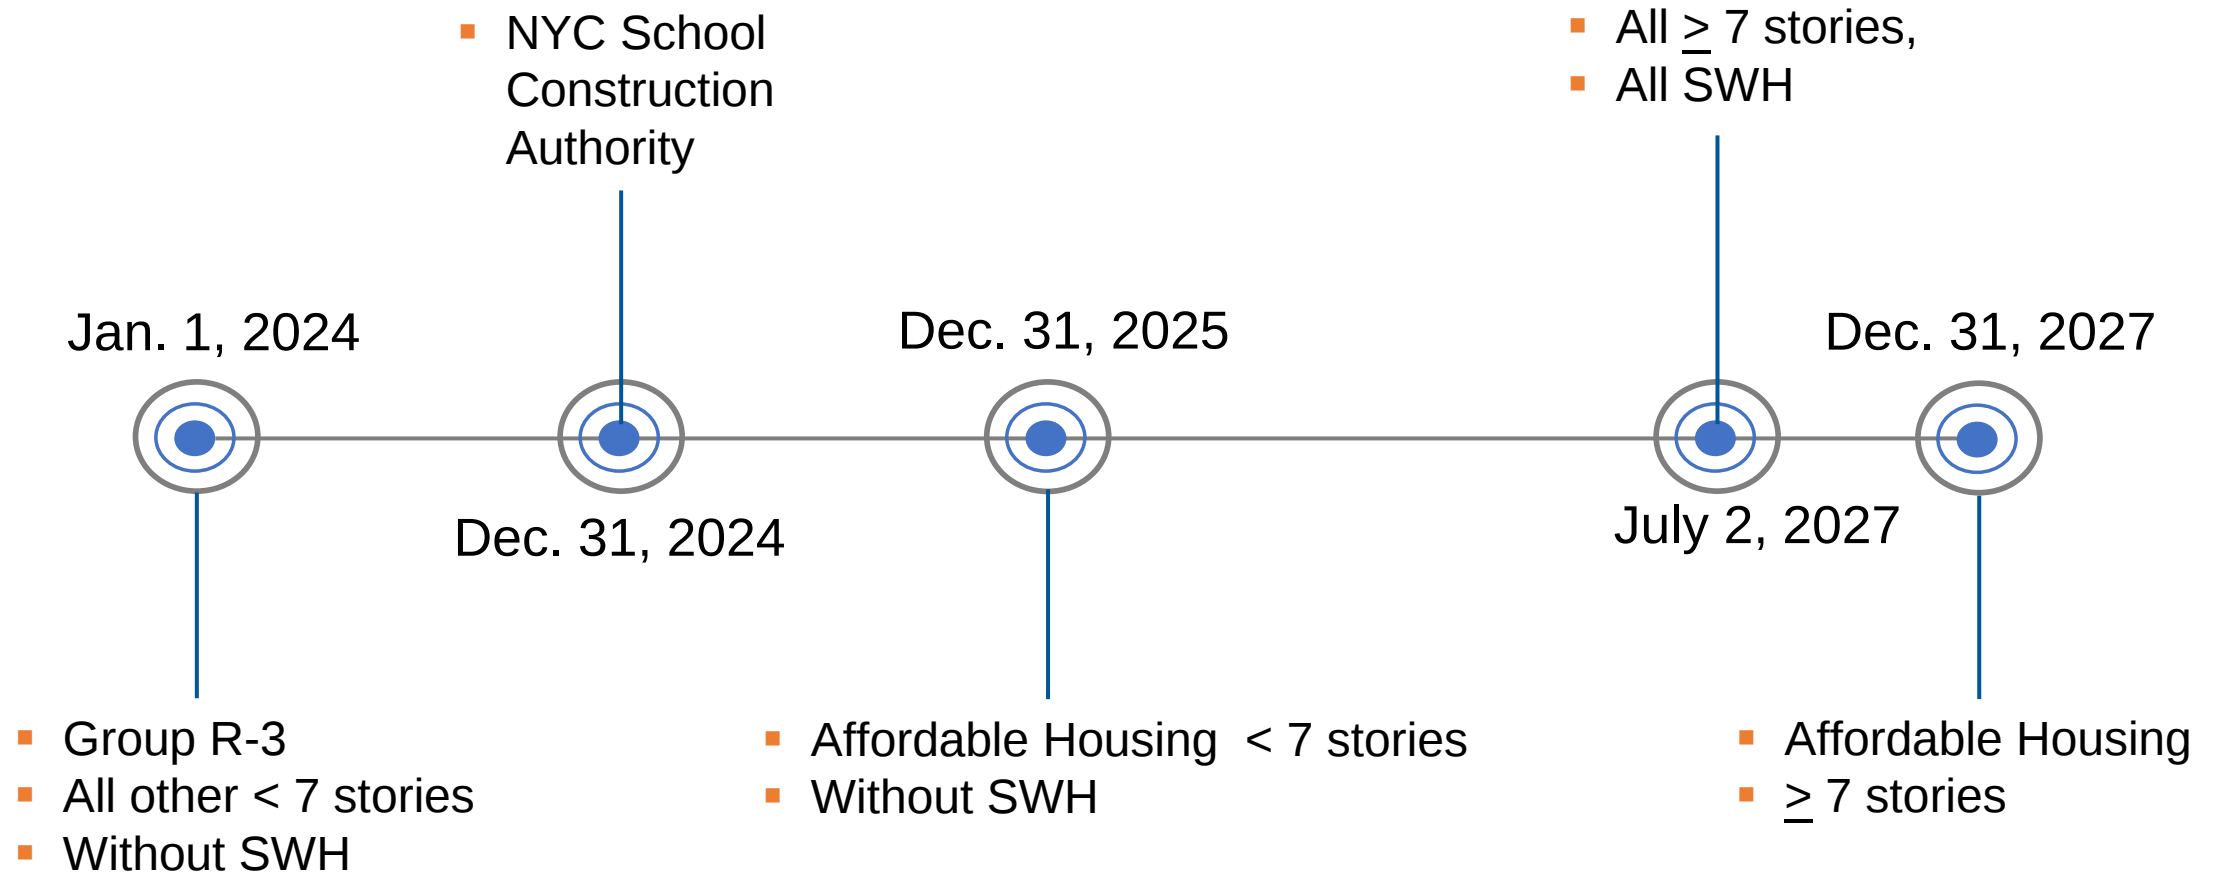 NYC School
Construction
Authority
All ≥ 7 stories,
All SWH
Jan. 1, 2024
Dec. 31, 2025
Dec. 31, 2027
Dec. 31, 2024
July 2, 2027
Group R-3
All other < 7 stories
Without SWH
Affordable Housing  < 7 stories
Without SWH
Affordable Housing
≥ 7 stories